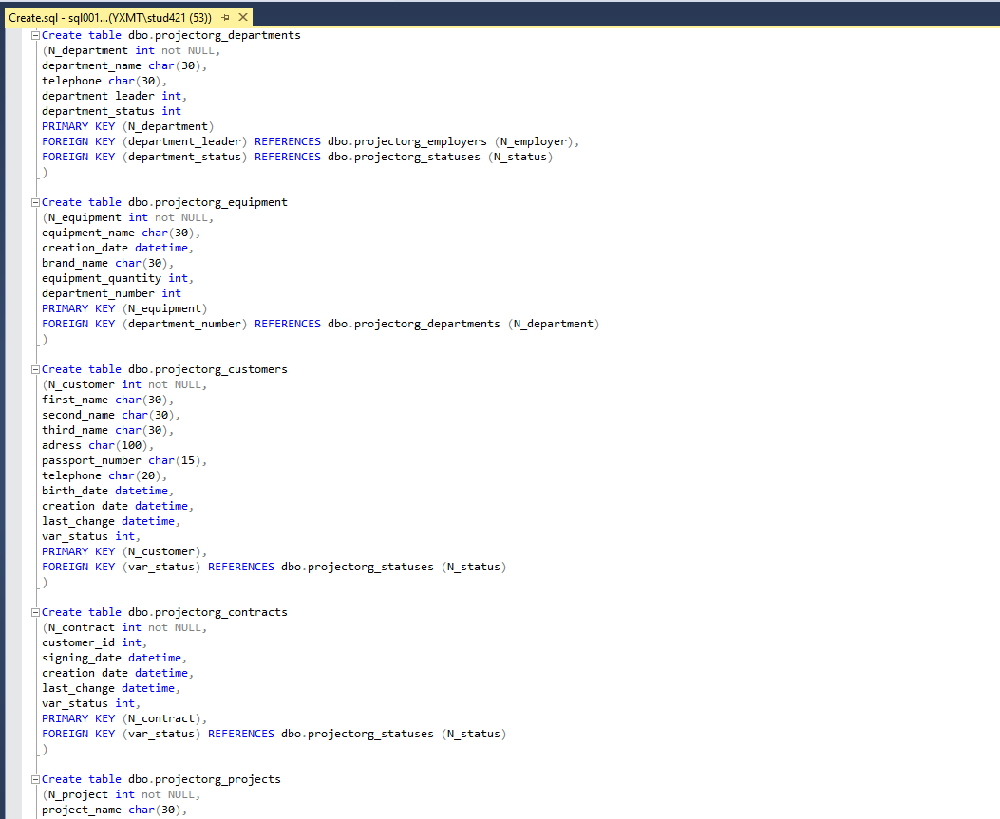 Create.sql - sql001...(YXMT\stud421 (53))
Create table dbo.projectorg_departments
(N_department int not NULL,
department_name char(30),
telephone char(30),
department_leader int,
department_status int
PRIMARY KEY (N_department)
FOREIGN KEY (department_leader) REFERENCES dbo.projectorg_employers (N_employer),
FOREIGN KEY (department_status) REFERENCES dbo.projectorg_statuses (N_status)
)
Create table dbo.projectorg_equipment
(N_equipment int not NULL,
equipment_name char(30),
creation_date datetime,
brand_name char(30),
equipment_quantity int,
department_number int
PRIMARY KEY (N_equipment)
FOREIGN KEY (department_number) REFERENCES dbo.projectorg_departments (N_department)
)
Create table dbo.projectorg_customers
(N_customer int not NULL,
first_name char(30),
second_name char(30),
third_name char(30),
adress char(100),
passport_number char(15),
telephone char(20),
birth_date datetime,
creation_date datetime,
last_change datetime,
var_status int,
PRIMARY KEY (N_customer),
FOREIGN KEY (var_status) REFERENCES dbo.projectorg_statuses (N_status)
)
Create table dbo.projectorg_contracts
(N_contract int not NULL,
customer_id int,
signing_date datetime,
creation_date datetime,
last_change datetime,
var_status int,
PRIMARY KEY (N_contract),
FOREIGN KEY (var_status) REFERENCES dbo.projectorg_statuses (N_status)
)
Create table dbo.projectorg_projects
(N_project int not NULL,
project_name char(30),